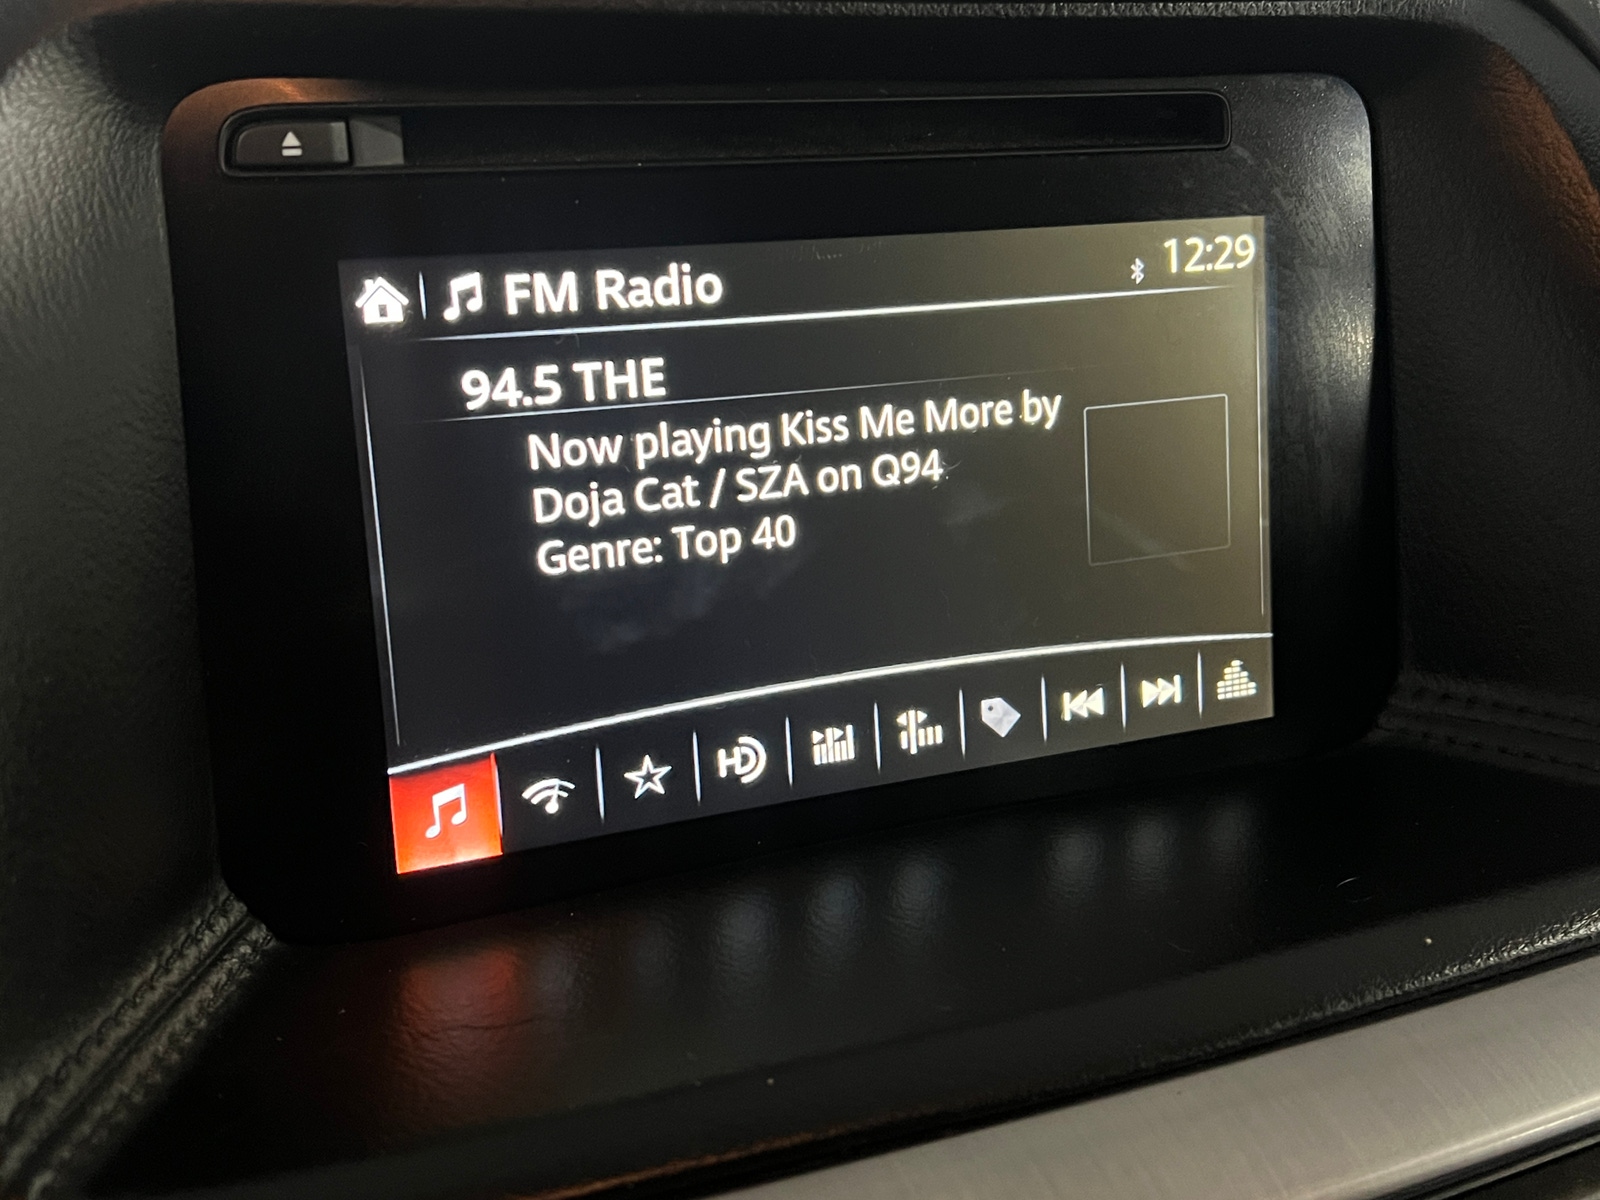 FM Radio
12:29
94.5 THE
Now playing Kiss Me More by
Doja Cat / SZA on Q94
Genre: Top 40
HD